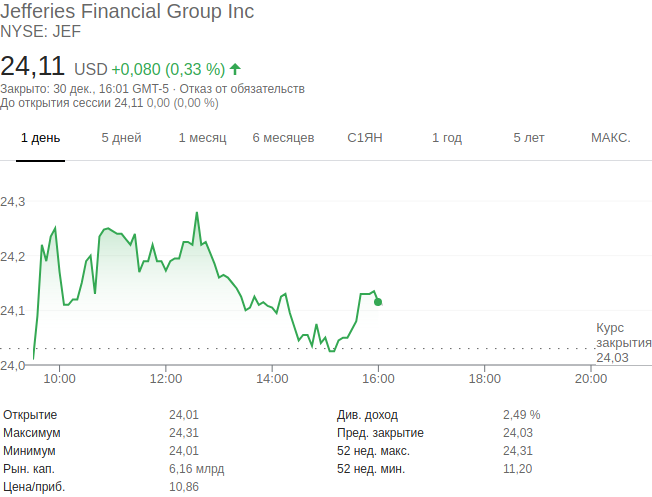 Jefferies Financial Group Inc
NYSE: JEF
24,11 USD +0,080 (0,33 %)
Закрыто: 30 дек., 16:01 GMT-5 · Отказ от обязательств
До открытия сессии 24,11 0,00 (0,00 %)
1 день 5 дней 1 месяц 6 месяцев С1ЯН 1 год 5 лет МАКС.
24,3
24,2
24,1
24,0
Курс
закрытия
24,03
10:00 12:00 14:00 16:00 18:00 20:00
Открытие 24,01 Див. доход 2,49 %
Максимум 24,31 Пред. закрытие 24,03
Минимум 24,01 52 нед. макс. 24,31
Рын. кап. 6,16 млрд 52 нед. мин. 11,20
Цена/приб. 10,86